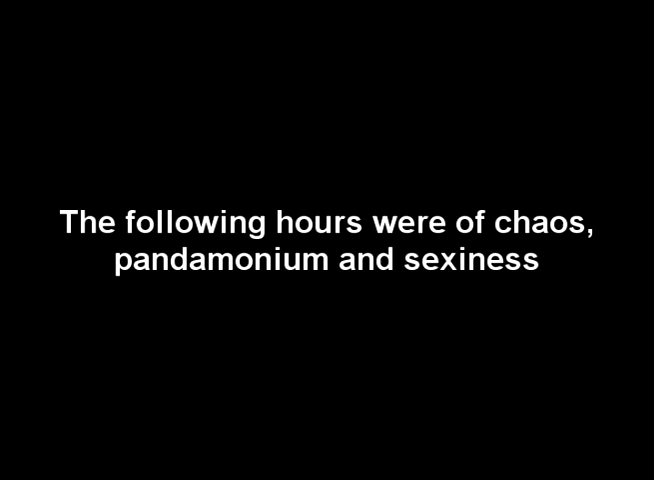 The following hours were of chaos,
pandamonium and sexiness